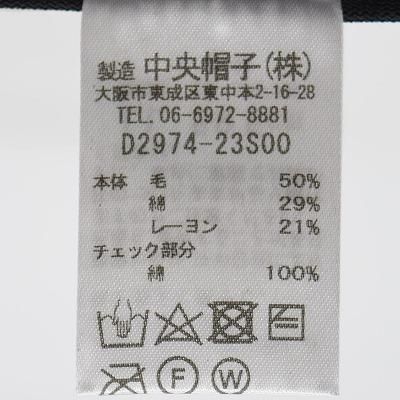 製造 中央帽子(株)
大阪市東成区東中本2-16-28
TEL. 06-6972-8881
D2974-23S00
本体 毛 50%
綿 29%
レーヨン 21%
チェック部分
綿 100%
F W